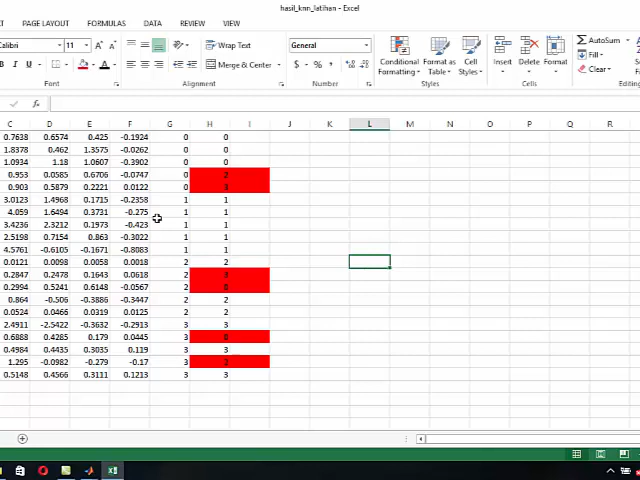 hasil_knn_latihan - Excel
PAGE LAYOUT FORMULAS DATA REVIEW VIEW
Calibri 11 A A Wrap Text General AutoSum
Fill
B I U A Merge & Center $ % Conditional Formatting Format as Table Cell Styles Insert Delete Format Clear
Font Alignment Number Styles Cells
fx
C D E F G H I J K L M N O P Q R
0.7638 0.6574 0.425 -0.1924 0 0
1.8378 0.462 1.3575 -0.0262 0 0
1.0934 1.18 1.0607 -0.3902 0 0
0.953 0.0585 0.6706 -0.0747 0 2
0.903 0.5879 0.2221 0.0122 0 3
3.0123 1.4968 0.1715 -0.2358 1 1
4.059 1.6494 0.3731 -0.275 1 1
3.4236 2.3212 0.1973 -0.423 1 1
2.5198 0.7154 0.863 -0.3022 1 1
4.5761 -0.6105 -0.1671 -0.8083 1 1
0.0121 0.0098 0.0058 0.0018 2 2
0.2847 0.2478 0.1643 0.0618 2 3
0.2994 0.5241 0.6148 -0.0567 2 0
0.864 -0.506 -0.3886 -0.3447 2 2
0.0524 0.0466 0.0319 0.0125 2 2
2.4911 -2.5422 -0.3632 -0.2913 3 3
0.6888 0.4285 0.179 0.0445 3 0
0.4984 0.4435 0.3035 0.119 3 3
1.295 -0.0982 -0.279 -0.17 3 2
0.5148 0.4566 0.3111 0.1213 3 3